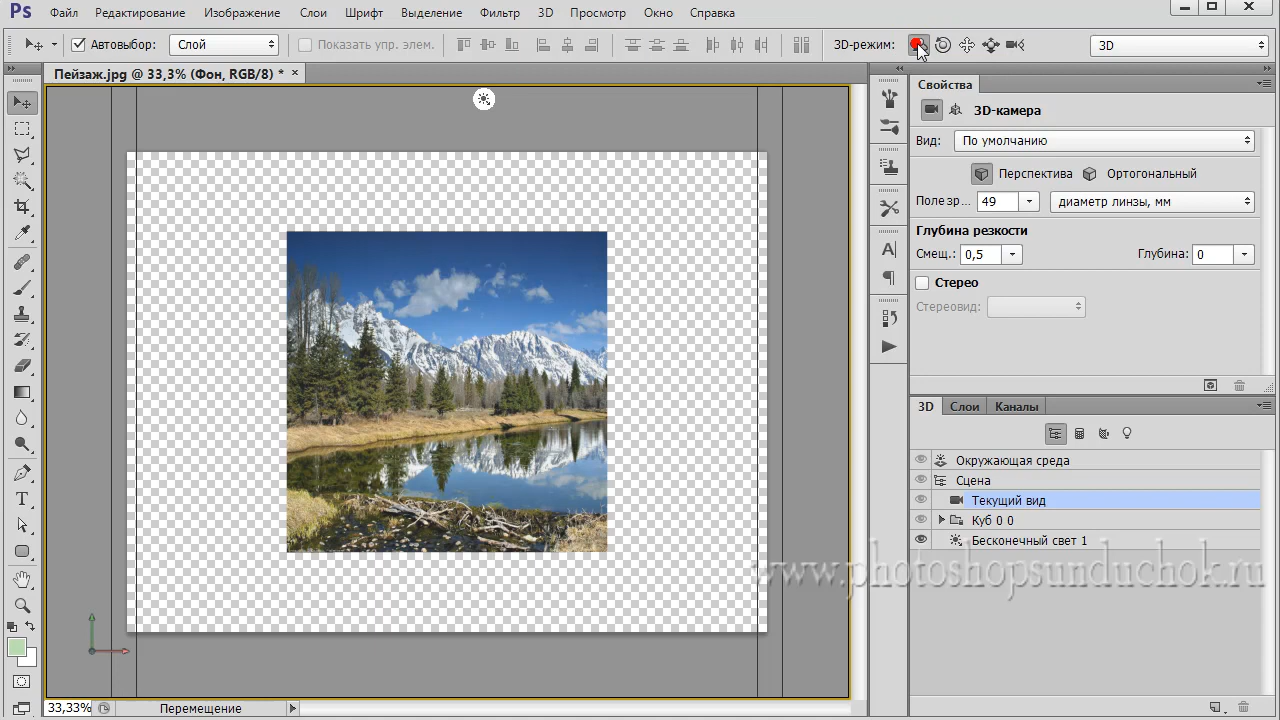 Ps Файл Редактирование Изображение Слои Шрифт Выделение Фильтр 3D Просмотр Окно Справка
Автовыбор: Слой Показать упр. элем. 3D-режим: 3D
Пейзаж.jpg @ 33,3% (Фон, RGB/8) * ×
Свойства
3D-камера
Вид: По умолчанию
Перспектива Ортогональный
Поле зр... 49 диаметр линзы, мм
Глубина резкости
Смещ.: 0,5 Глубина: 0
Стерео
Стереовид:
3D Слои Каналы
Окружающая среда
Сцена
Текущий вид
Куб 0 0
Бесконечный свет 1
www.photoshopsunduchok.ru
33,33% Перемещение